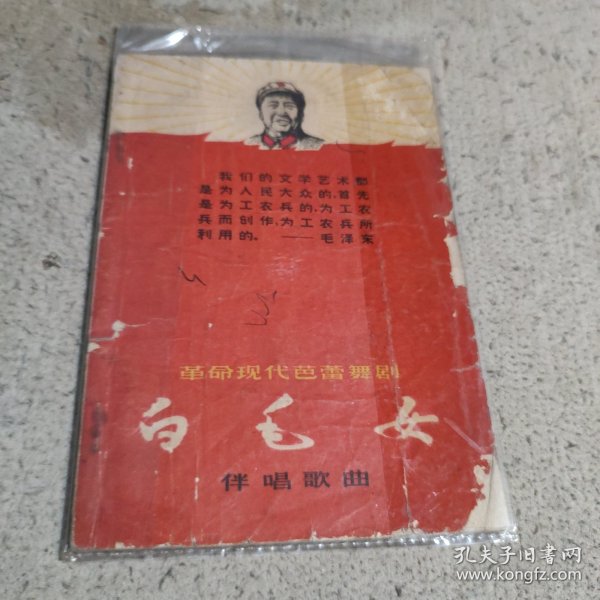 我们的文学艺术都
是为人民大众的，首先
是为工农兵的，为工农
兵而创作，为工农兵所
利用的。——毛泽东
革命现代芭蕾舞剧
白毛女
伴唱歌曲
孔夫子旧书网
www.kongfz.com